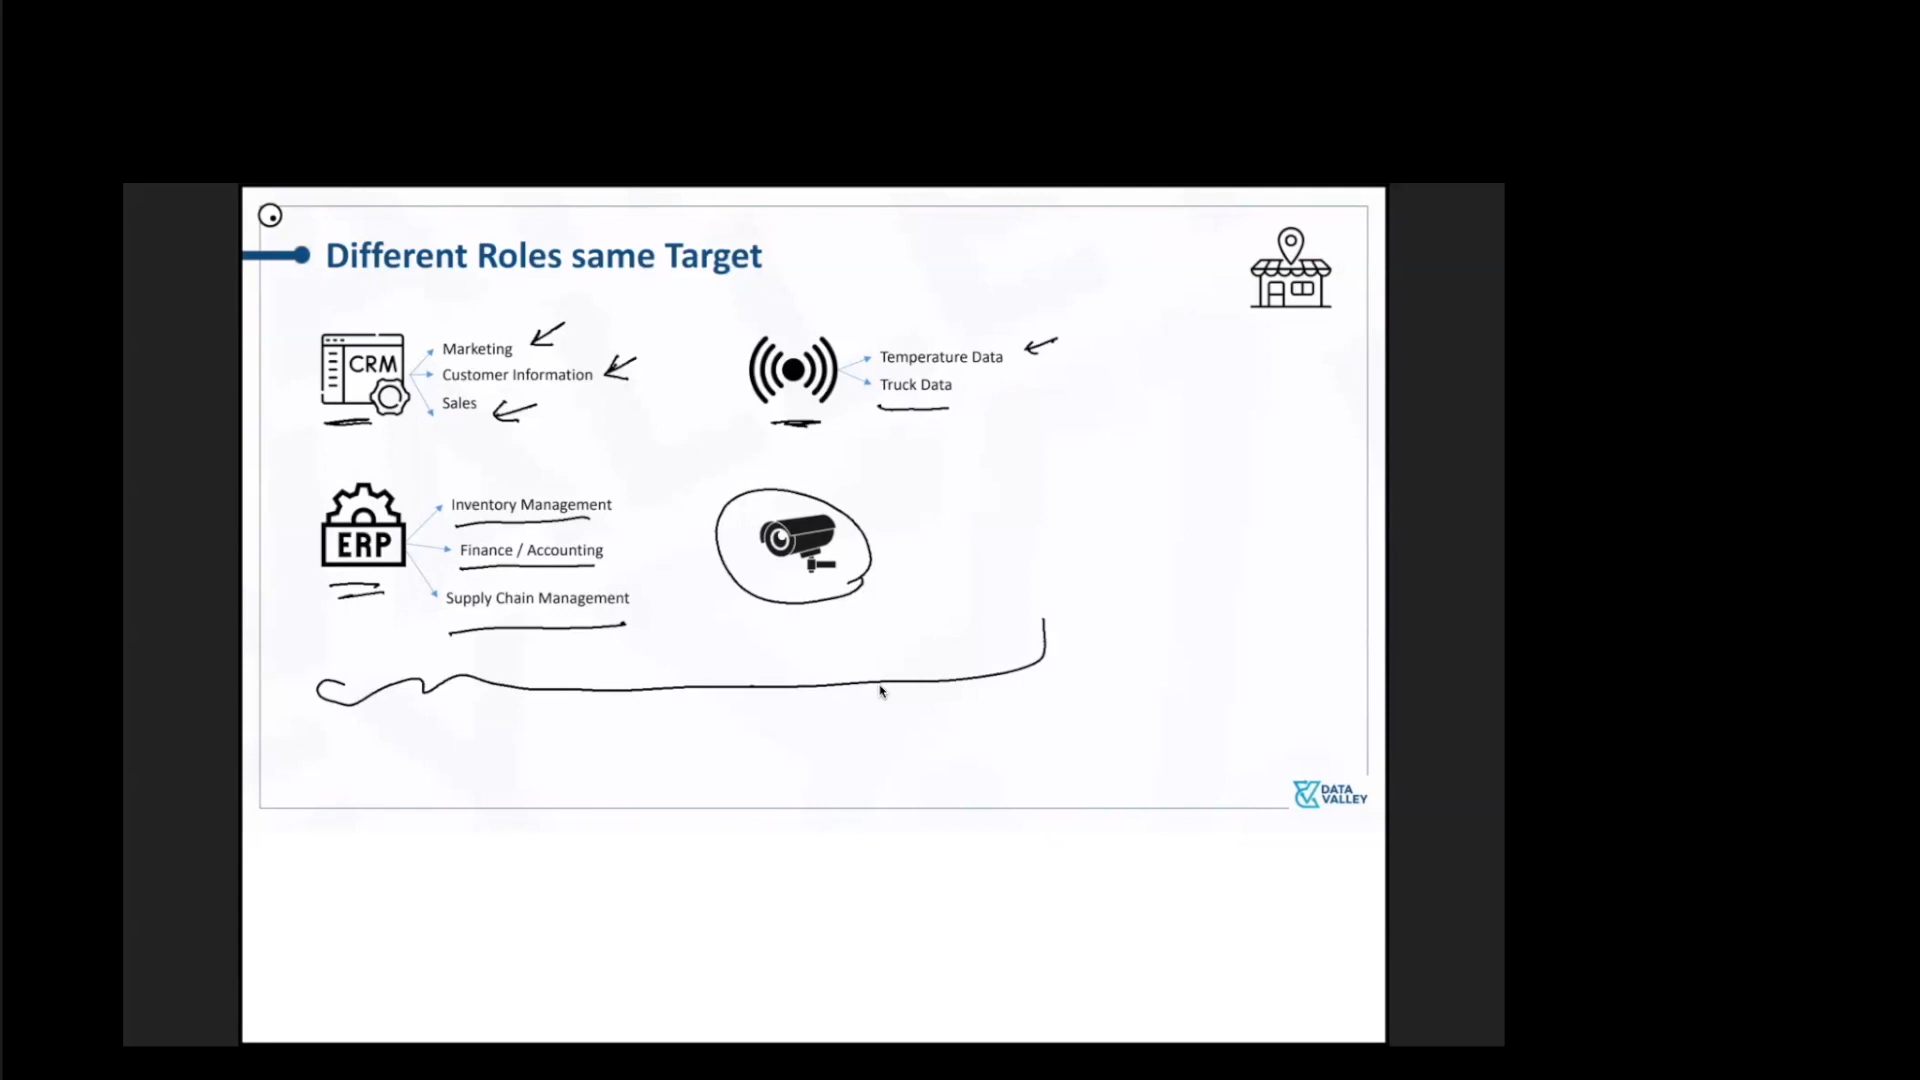 Different Roles same Target
CRM
Marketing
Customer Information
Sales
Temperature Data
Truck Data
ERP
Inventory Management
Finance / Accounting
Supply Chain Management
DATA
VALLEY